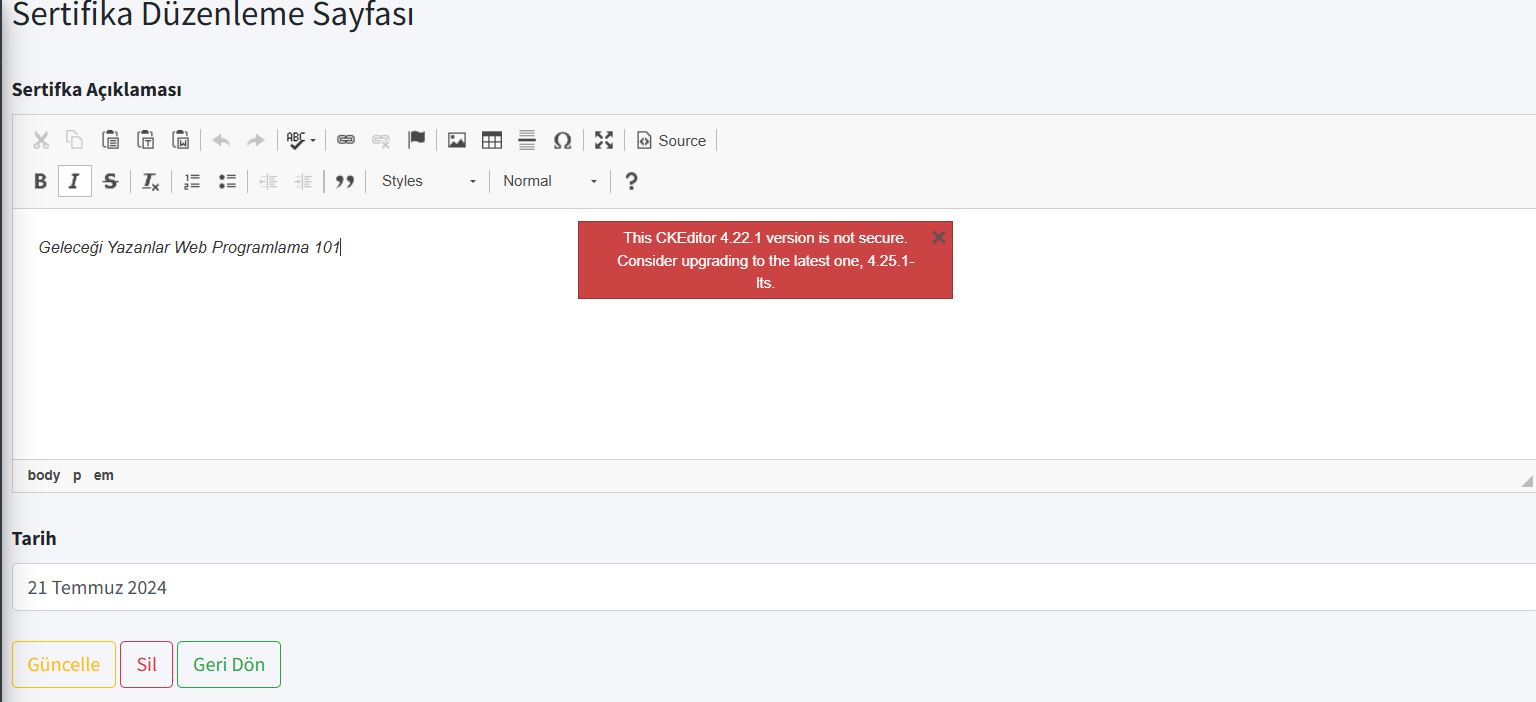 Sertifika Düzenleme Sayfası
Sertifka Açıklaması
ABC
Source
B I S Tx
Styles
Normal
?
Geleceği Yazanlar Web Programlama 101
This CKEditor 4.22.1 version is not secure.
Consider upgrading to the latest one, 4.25.1-
lts.
body p em
Tarih
21 Temmuz 2024
Güncelle
Sil
Geri Dön